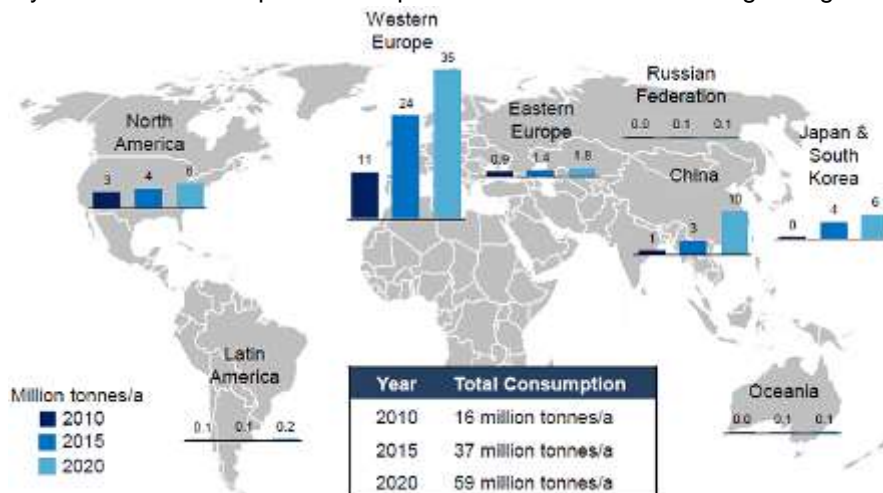 Western
Europe
35
24
11
North
America
3 4 6
Eastern
Europe
0.9 1.4 1.8
Russian
Federation
0.0 0.1 0.1
China
1 3 10
Japan &
South
Korea
0 4 6
Latin
America
0.1 0.1 0.2
Oceania
0.0 0.1 0.1
Million tonnes/a
2010
2015
2020
Year Total Consumption
2010 16 million tonnes/a
2015 37 million tonnes/a
2020 59 million tonnes/a